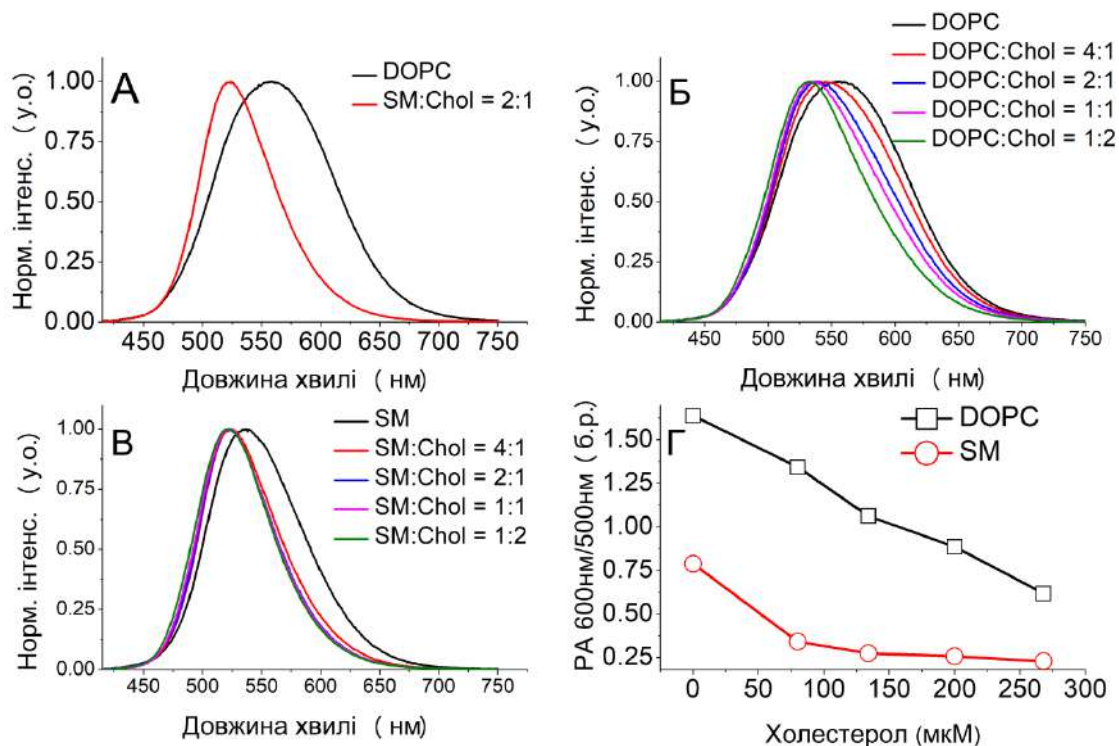 А
DOPC
SM:Chol = 2:1
Норм. інтенс. ( у.о.)
1.00
0.75
0.50
0.25
0.00
450 500 550 600 650 700 750
Довжина хвилі ( нм)
Б
DOPC
DOPC:Chol = 4:1
DOPC:Chol = 2:1
DOPC:Chol = 1:1
DOPC:Chol = 1:2
Норм. інтенс. ( у.о.)
1.00
0.75
0.50
0.25
0.00
450 500 550 600 650 700 750
Довжина хвилі ( нм)
В
SM
SM:Chol = 4:1
SM:Chol = 2:1
SM:Chol = 1:1
SM:Chol = 1:2
Норм. інтенс. ( у.о.)
1.00
0.75
0.50
0.25
0.00
450 500 550 600 650 700 750
Довжина хвилі ( нм)
Г
DOPC
SM
РА 600нм/500нм ( б.р.)
1.50
1.25
1.00
0.75
0.50
0.25
0 50 100 150 200 250 300
Холестерол (мкМ)